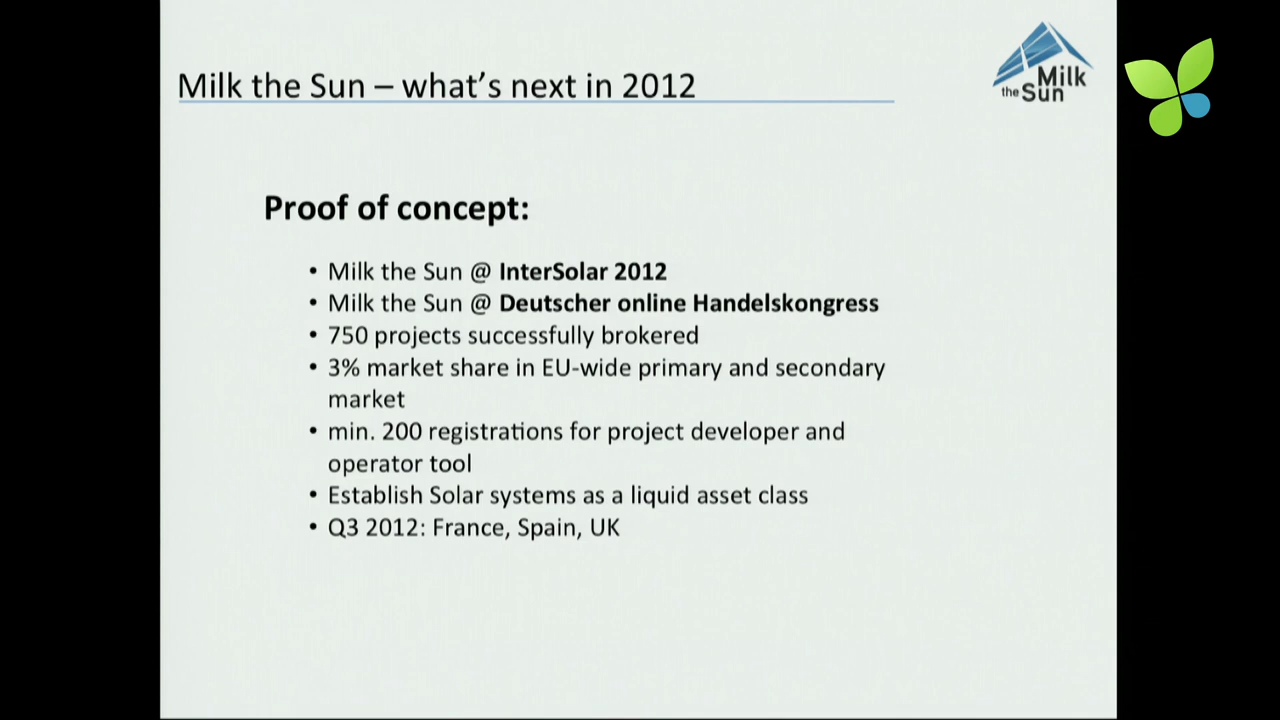 Milk the Sun – what's next in 2012
Milk
the Sun
Proof of concept:
• Milk the Sun @ InterSolar 2012
• Milk the Sun @ Deutscher online Handelskongress
• 750 projects successfully brokered
• 3% market share in EU-wide primary and secondary
market
• min. 200 registrations for project developer and
operator tool
• Establish Solar systems as a liquid asset class
• Q3 2012: France, Spain, UK